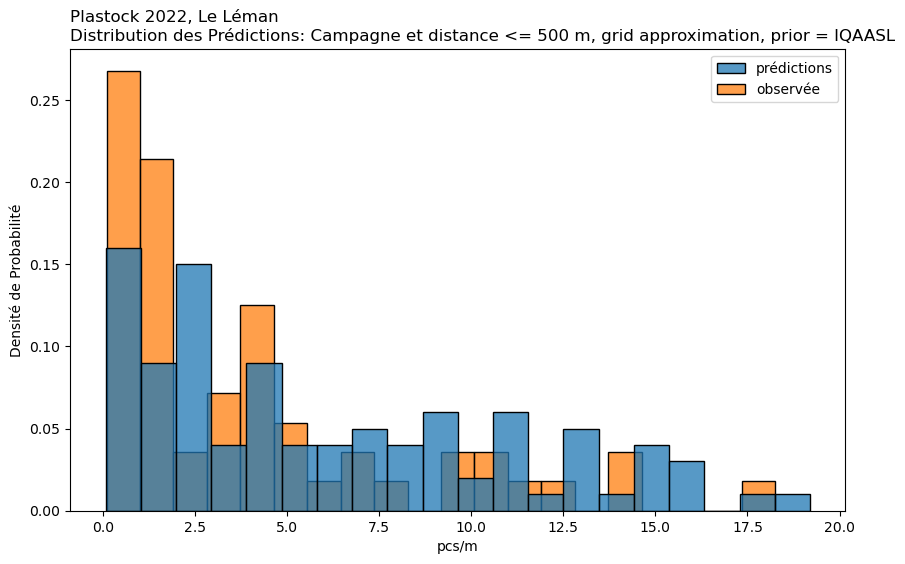 Plastock 2022, Le Léman
Distribution des Prédictions: Campagne et distance <= 500 m, grid approximation, prior = IQAASL
prédictions
observée
Densité de Probabilité
0.25
0.20
0.15
0.10
0.05
0.00
0.0 2.5 5.0 7.5 10.0 12.5 15.0 17.5 20.0
pcs/m